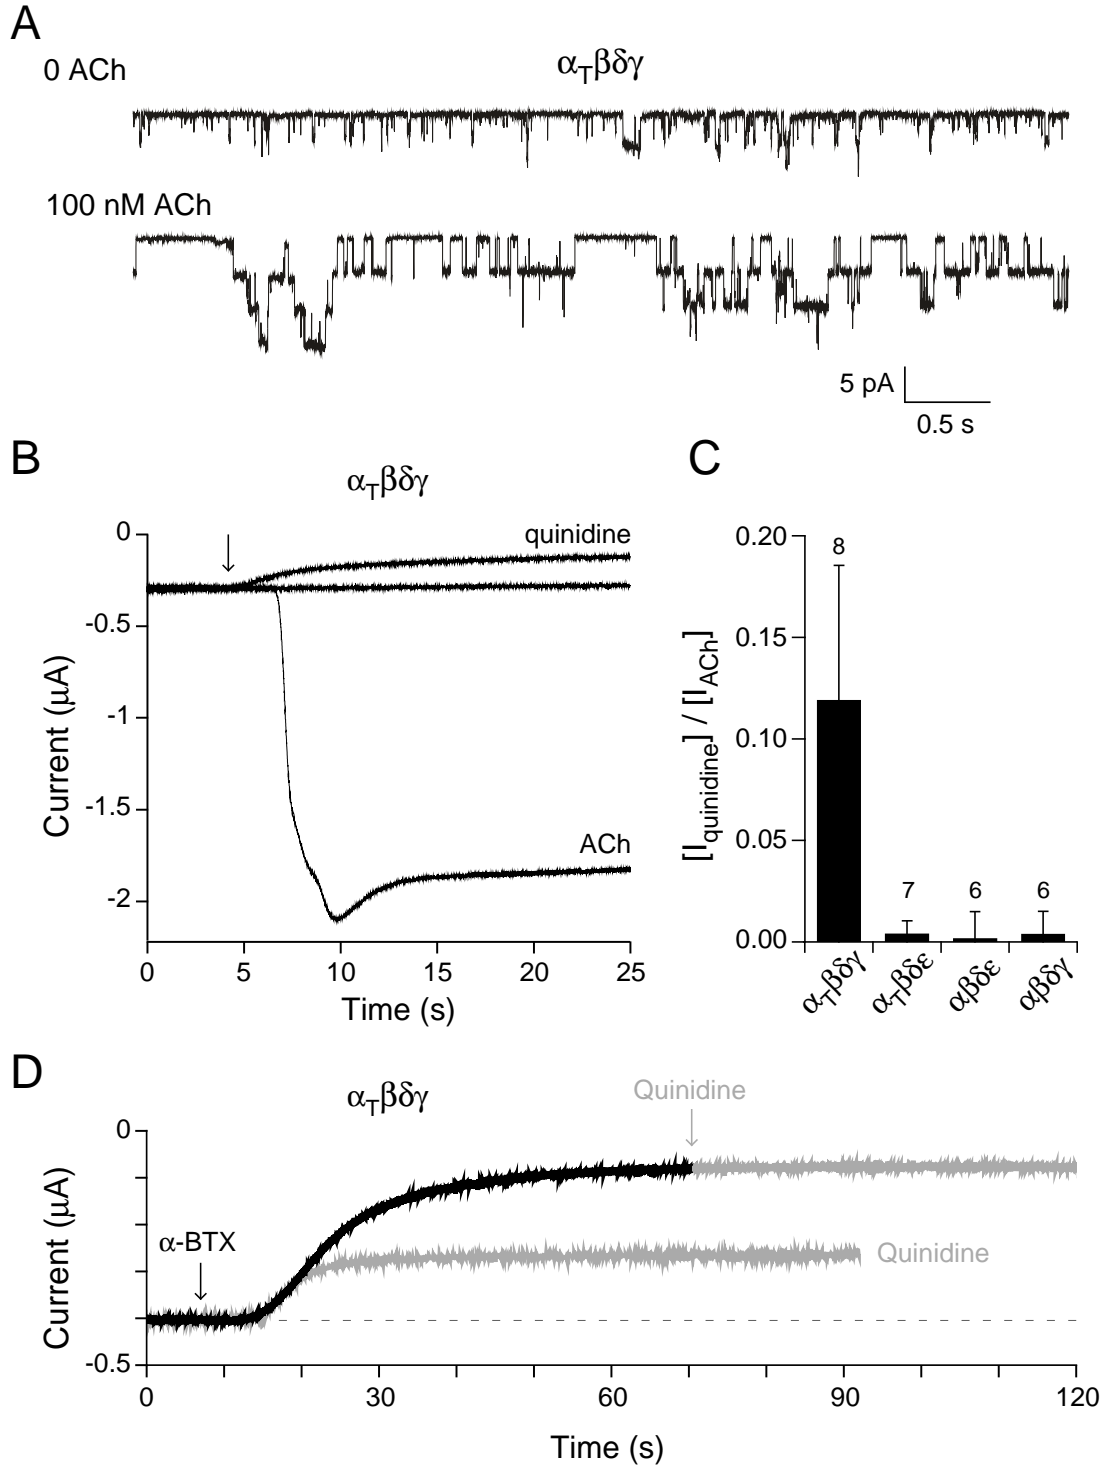 A
0 ACh
αTβδγ
100 nM ACh
5 pA
0.5 s
B
αTβδγ
0
-0.5
-1
-1.5
-2
Current (μA)
quinidine
ACh
0 5 10 15 20 25
Time (s)
C
0.20
0.15
0.10
0.05
0.00
[Iquinidine] / [IACh]
8
7
6
6
αTβδγ
αTβδε
αβδε
αβδγ
D
αTβδγ
Quinidine
0
-0.5
Current (μA)
α-BTX
Quinidine
0 30 60 90 120
Time (s)